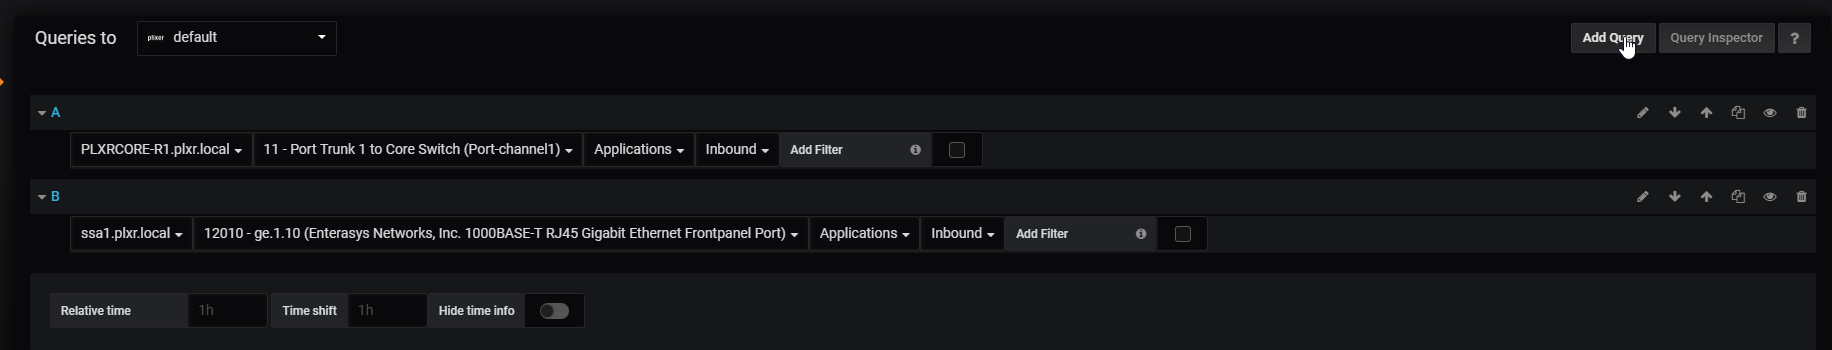 Queries to plixer default Add Query Query Inspector ?
A
PLXRCORE-R1.plxr.local 11 - Port Trunk 1 to Core Switch (Port-channel1) Applications Inbound Add Filter
B
ssa1.plxr.local 12010 - ge.1.10 (Enterasys Networks, Inc. 1000BASE-T RJ45 Gigabit Ethernet Frontpanel Port) Applications Inbound Add Filter
Relative time 1h Time shift 1h Hide time info